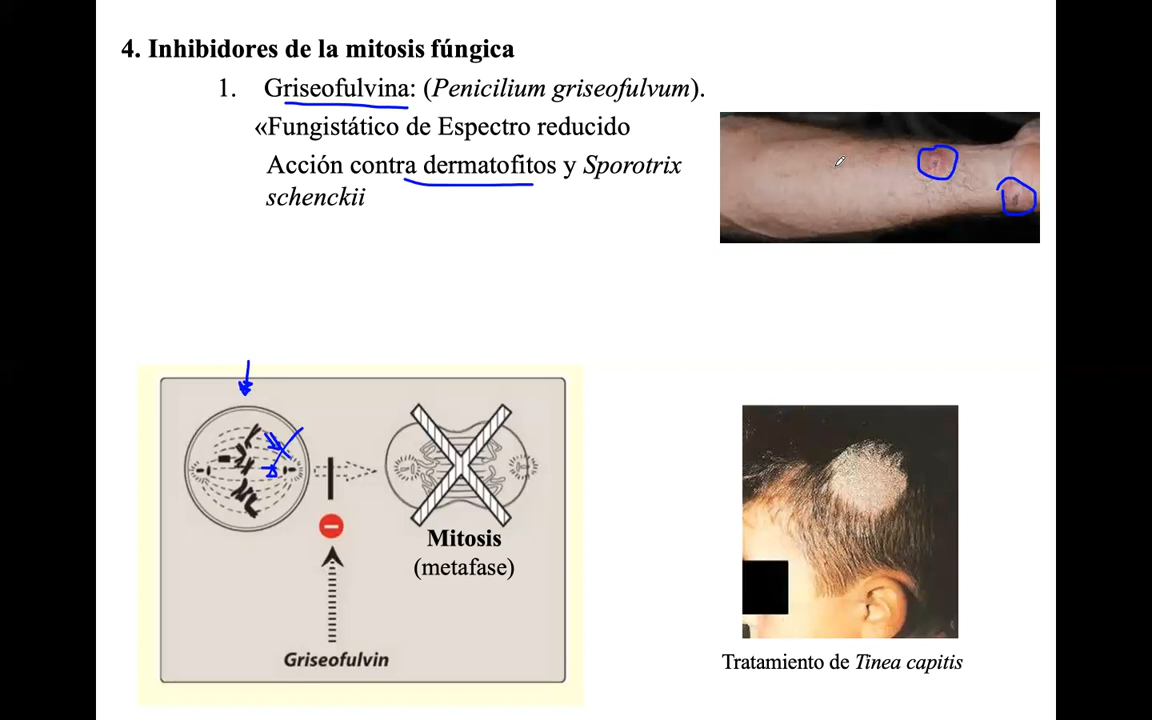 4. Inhibidores de la mitosis fúngica
1. Griseofulvina: (Penicilium griseofulvum).
«Fungistático de Espectro reducido
Acción contra dermatofitos y Sporotrix
schenckii
Mitosis
(metafase)
Griseofulvin
Tratamiento de Tinea capitis